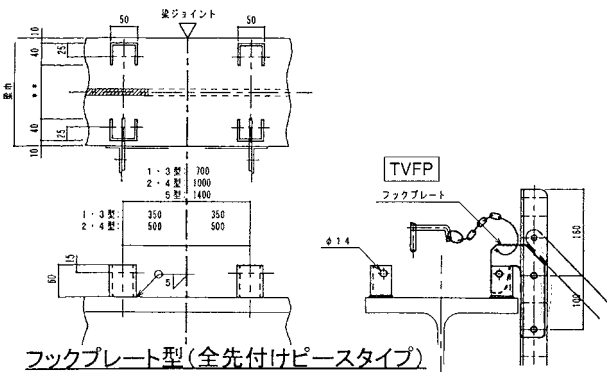 梁ジョイント
50
50
10
40
25
梁巾
**
40
25
10
1・3型: 700
2・4型: 1000
5型: 1400
1・3型: 350 350
2・4型: 500 500
15
60
5
TVFP
フックプレート
φ14
160
100
フックプレート型(全先付けピースタイプ)